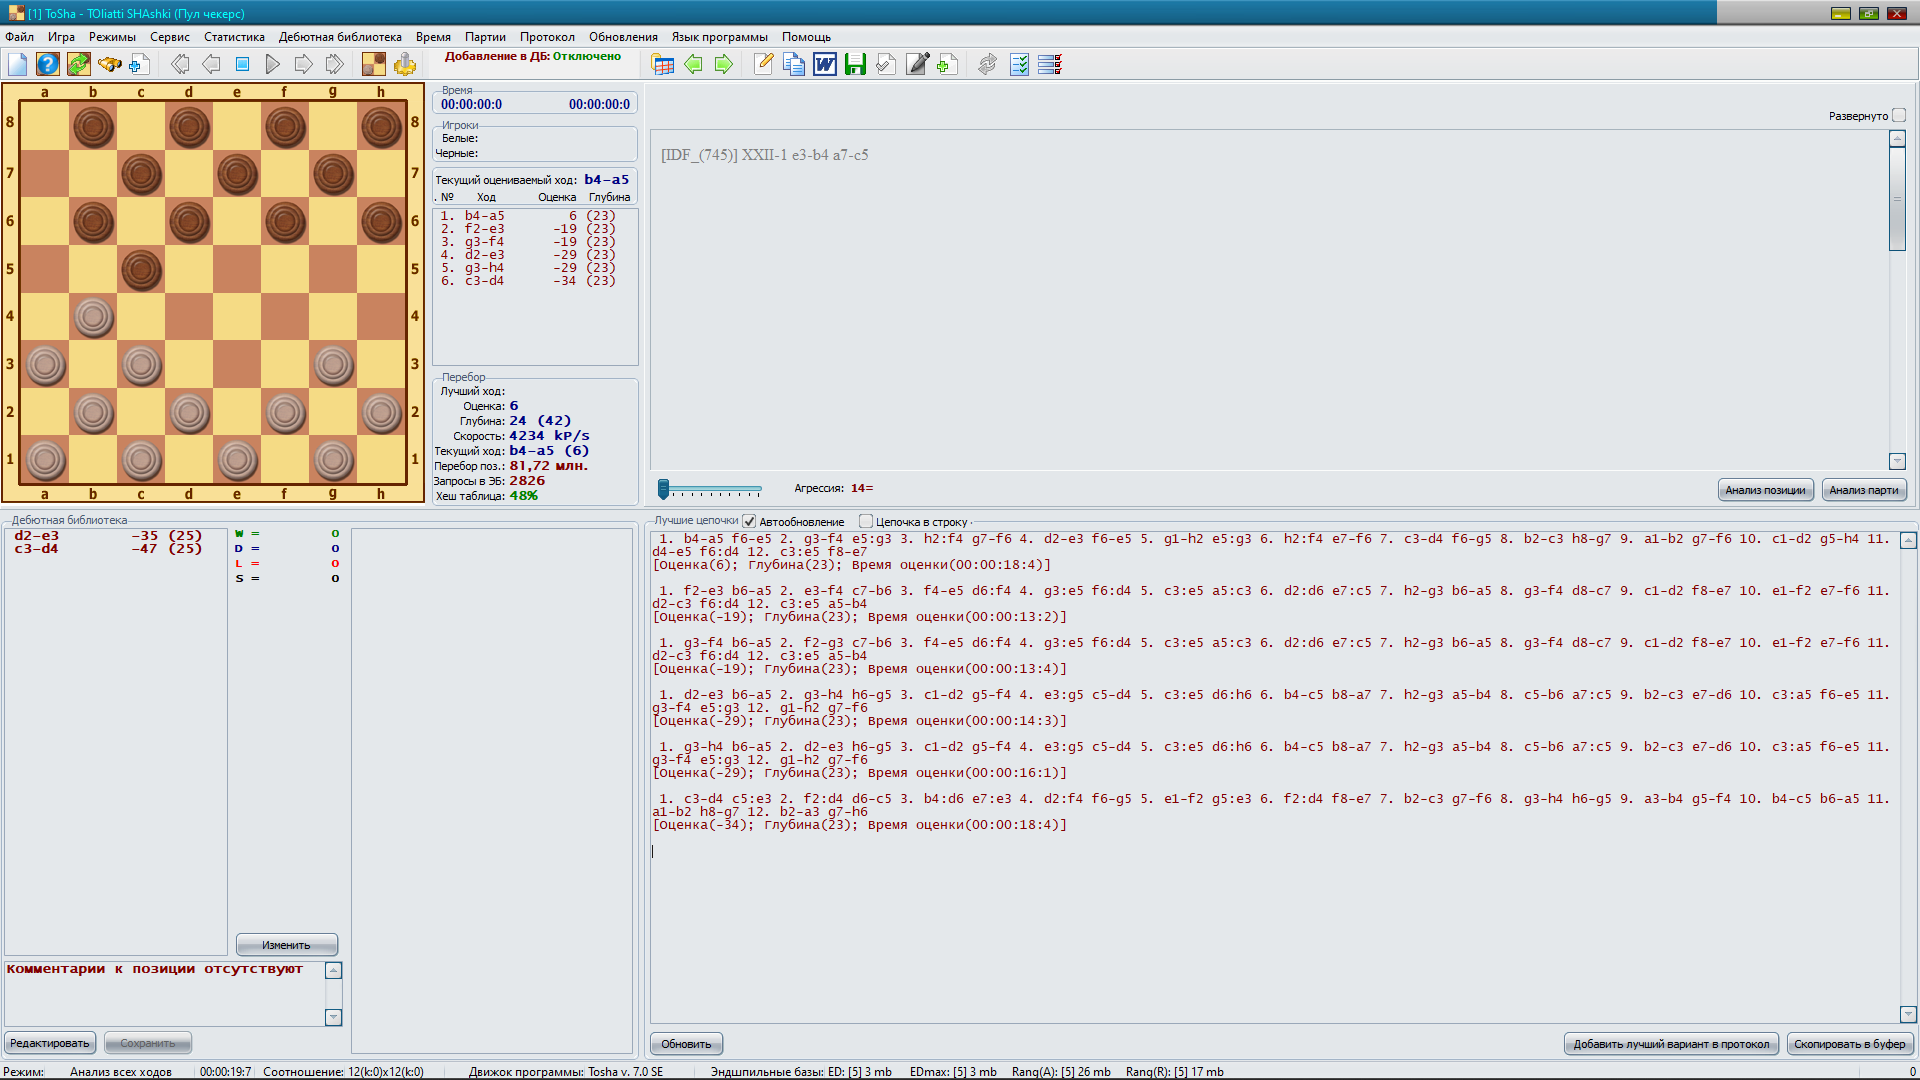 [1] ToSha - TOliatti SHAshki (Пул чекерс)
Файл Игра Режимы Сервис Статистика Дебютная библиотека Время Партии Протокол Обновления Язык программы Помощь
Добавление в ДБ: Отключено
a b c d e f g h
8 8
7 7
6 6
5 5
4 4
3 3
2 2
1 1
a b c d e f g h
Время
00:00:00:0 00:00:00:0
Игроки
Белые:
Черные:
Текущий оцениваемый ход: b4-a5
. № Ход Оценка Глубина
1. b4-a5 6 (23)
2. f2-e3 -19 (23)
3. g3-f4 -19 (23)
4. d2-e3 -29 (23)
5. g3-h4 -29 (23)
6. c3-d4 -34 (23)
Перебор
Лучший ход:
Оценка: 6
Глубина: 24 (42)
Скорость: 4234 kP/s
Текущий ход: b4-a5 (6)
Перебор поз.: 81,72 млн.
Запросы в ЭБ: 2826
Хеш таблица: 48%
Развернуто
[IDF_(745)] XXII-1 e3-b4 a7-c5
Агрессия: 14=
Анализ позиции Анализ парти
Дебютная библиотека
d2-e3 -35 (25)
c3-d4 -47 (25)
W = 0
D = 0
L = 0
S = 0
Изменить
Комментарии к позиции отсутствуют
Редактировать Сохранить
Лучшие цепочки Автообновление Цепочка в строку
1. b4-a5 f6-e5 2. g3-f4 e5:g3 3. h2:f4 g7-f6 4. d2-e3 f6-e5 5. g1-h2 e5:g3 6. h2:f4 e7-f6 7. c3-d4 f6-g5 8. b2-c3 h8-g7 9. a1-b2 g7-f6 10. c1-d2 g5-h4 11.
d4-e5 f6:d4 12. c3:e5 f8-e7
[Оценка(6); Глубина(23); Время оценки(00:00:18:4)]
1. f2-e3 b6-a5 2. e3-f4 c7-b6 3. f4-e5 d6:f4 4. g3:e5 f6:d4 5. c3:e5 a5:c3 6. d2:d6 e7:c5 7. h2-g3 b6-a5 8. g3-f4 d8-c7 9. c1-d2 f8-e7 10. e1-f2 e7-f6 11.
d2-c3 f6:d4 12. c3:e5 a5-b4
[Оценка(-19); Глубина(23); Время оценки(00:00:13:2)]
1. g3-f4 b6-a5 2. f2-g3 c7-b6 3. f4-e5 d6:f4 4. g3:e5 f6:d4 5. c3:e5 a5:c3 6. d2:d6 e7:c5 7. h2-g3 b6-a5 8. g3-f4 d8-c7 9. c1-d2 f8-e7 10. e1-f2 e7-f6 11.
d2-c3 f6:d4 12. c3:e5 a5-b4
[Оценка(-19); Глубина(23); Время оценки(00:00:13:4)]
1. d2-e3 b6-a5 2. g3-h4 h6-g5 3. c1-d2 g5-f4 4. e3:g5 c5-d4 5. c3:e5 d6:h6 6. b4-c5 b8-a7 7. h2-g3 a5-b4 8. c5-b6 a7:c5 9. b2-c3 e7-d6 10. c3:a5 f6-e5 11.
g3-f4 e5:g3 12. g1-h2 g7-f6
[Оценка(-29); Глубина(23); Время оценки(00:00:14:3)]
1. g3-h4 b6-a5 2. d2-e3 h6-g5 3. c1-d2 g5-f4 4. e3:g5 c5-d4 5. c3:e5 d6:h6 6. b4-c5 b8-a7 7. h2-g3 a5-b4 8. c5-b6 a7:c5 9. b2-c3 e7-d6 10. c3:a5 f6-e5 11.
g3-f4 e5:g3 12. g1-h2 g7-f6
[Оценка(-29); Глубина(23); Время оценки(00:00:16:1)]
1. c3-d4 c5:e3 2. f2:d4 d6-c5 3. b4:d6 e7:e3 4. d2:f4 f6-g5 5. e1-f2 g5:e3 6. f2:d4 f8-e7 7. b2-c3 g7-f6 8. g3-h4 h6-g5 9. a3-b4 g5-f4 10. b4-c5 b6-a5 11.
a1-b2 h8-g7 12. b2-a3 g7-h6
[Оценка(-34); Глубина(23); Время оценки(00:00:18:4)]
Обновить Добавить лучший вариант в протокол Скопировать в буфер
Режим: Анализ всех ходов 00:00:19:7 Соотношение: 12(k:0)x12(k:0) Движок программы: Tosha v. 7.0 SE Эндшпильные базы: ED: [5] 3 mb EDmax: [5] 3 mb Rang(A): [5] 26 mb Rang(R): [5] 17 mb 0